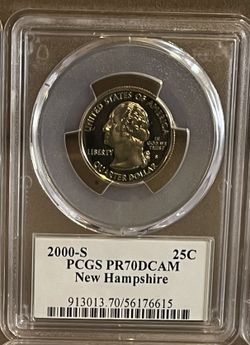 UNITED STATES OF AMERICA
LIBERTY
IN GOD WE TRUST
S
QUARTER DOLLAR
2000-S 25C
PCGS PR70DCAM
New Hampshire
913013.70/56176615